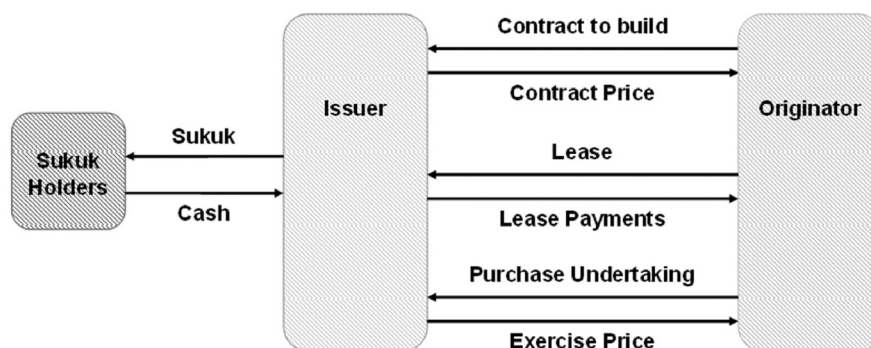 Contract to build
Contract Price
Issuer
Originator
Sukuk
Sukuk
Holders
Cash
Lease
Lease Payments
Purchase Undertaking
Exercise Price